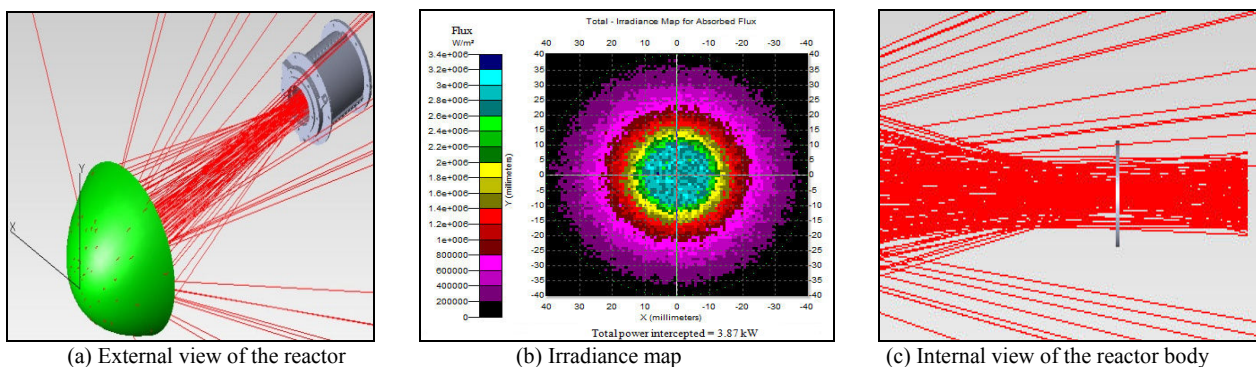 Y
X
Total - Irradiance Map for Absorbed Flux
Flux
W/m²
40 30 20 10 0 -10 -20 -30 -40
3.4e+006
3.2e+006
3e+006
2.8e+006
2.6e+006
2.4e+006
2.2e+006
2e+006
1.8e+006
1.6e+006
1.4e+006
1.2e+006
1e+006
800000
600000
400000
200000
0
40
35
30
25
20
15
10
5
0
-5
-10
-15
-20
-25
-30
-35
-40
Y (millimeters)
40
35
30
25
20
15
10
5
0
-5
-10
-15
-20
-25
-30
-35
-40
40 30 20 10 0 -10 -20 -30 -40
X (millimeters)
Total power intercepted = 3.87 kW
(a) External view of the reactor
(b) Irradiance map
(c) Internal view of the reactor body